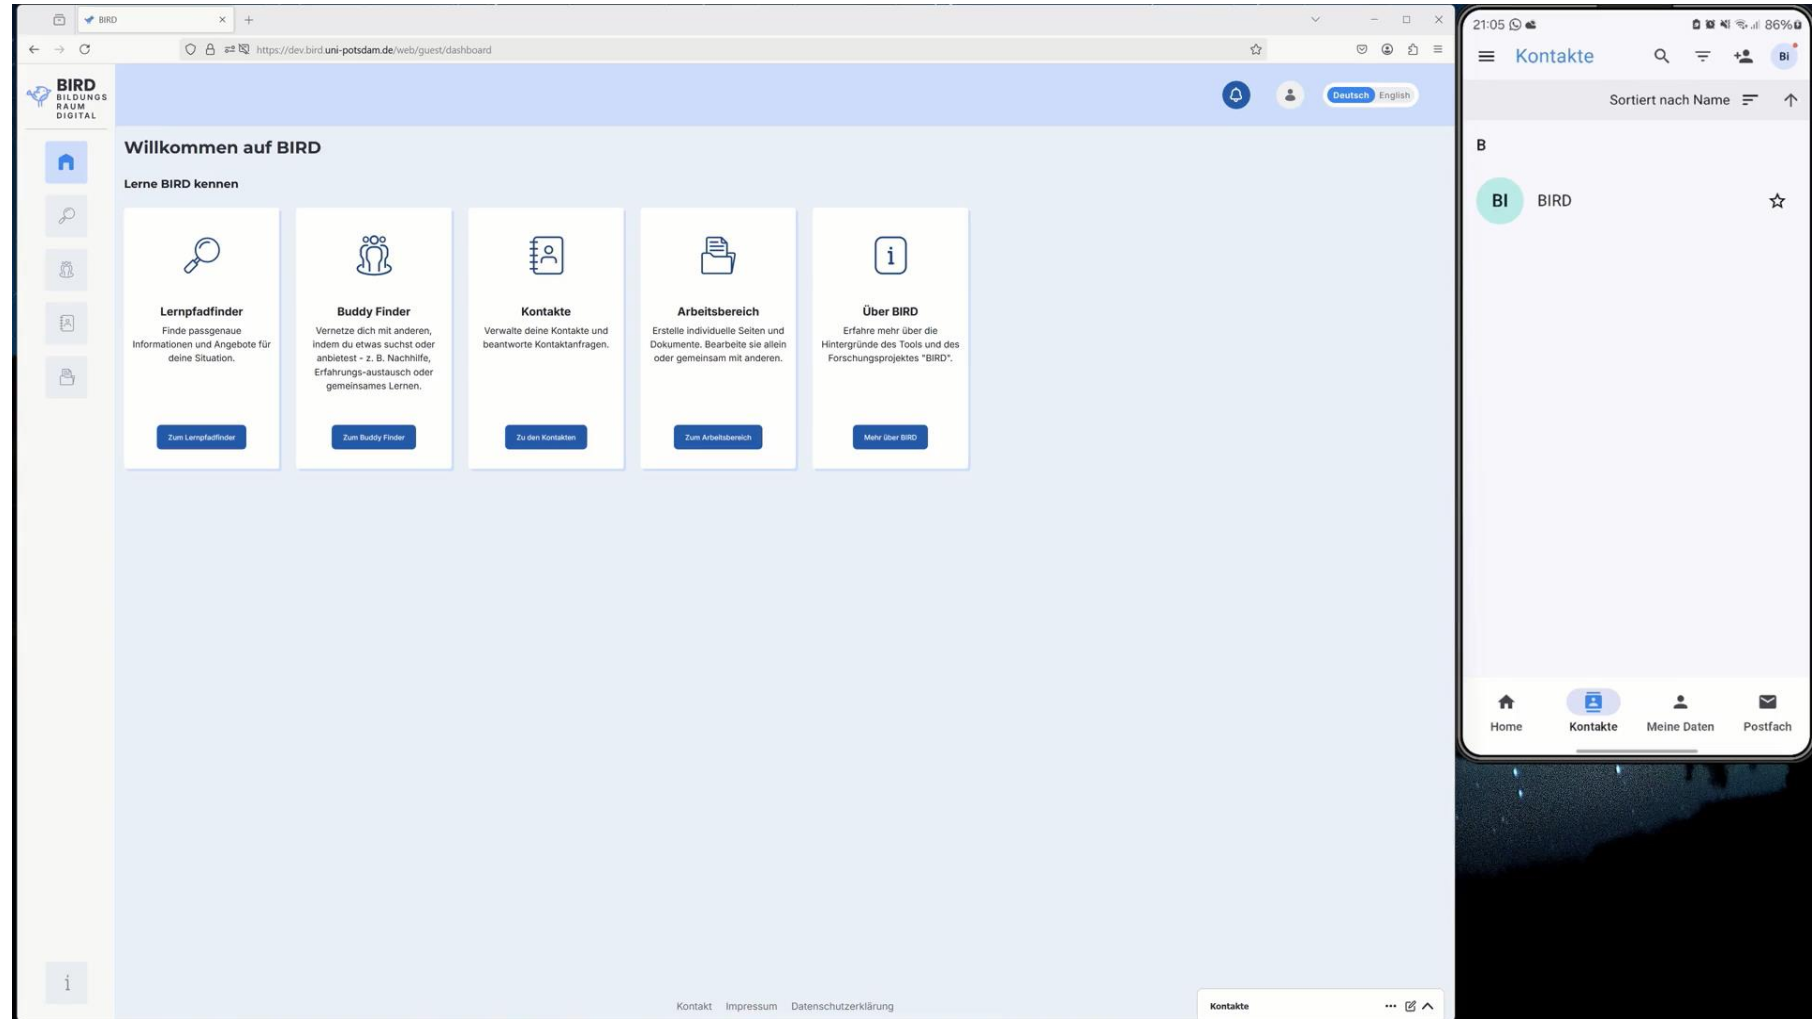 BIRD
https://dev.bird.uni-potsdam.de/web/guest/dashboard
BIRD
BILDUNGS
RAUM
DIGITAL
Deutsch English
Willkommen auf BIRD
Lerne BIRD kennen
Lernpfadfinder
Finde passgenaue
Informationen und Angebote für
deine Situation.
Zum Lernpfadfinder
Buddy Finder
Vernetze dich mit anderen,
indem du etwas suchst oder
anbietest - z. B. Nachhilfe,
Erfahrungs-austausch oder
gemeinsames Lernen.
Zum Buddy Finder
Kontakte
Verwalte deine Kontakte und
beantworte Kontaktanfragen.
Zu den Kontakten
Arbeitsbereich
Erstelle individuelle Seiten und
Dokumente. Bearbeite sie allein
oder gemeinsam mit anderen.
Zum Arbeitsbereich
i
Über BIRD
Erfahre mehr über die
Hintergründe des Tools und des
Forschungsprojektes "BIRD".
Mehr über BIRD
i
Kontakt Impressum Datenschutzerklärung
Kontakte
21:05 86%
Kontakte Bi
Sortiert nach Name
B
BI BIRD
Home Kontakte Meine Daten Postfach